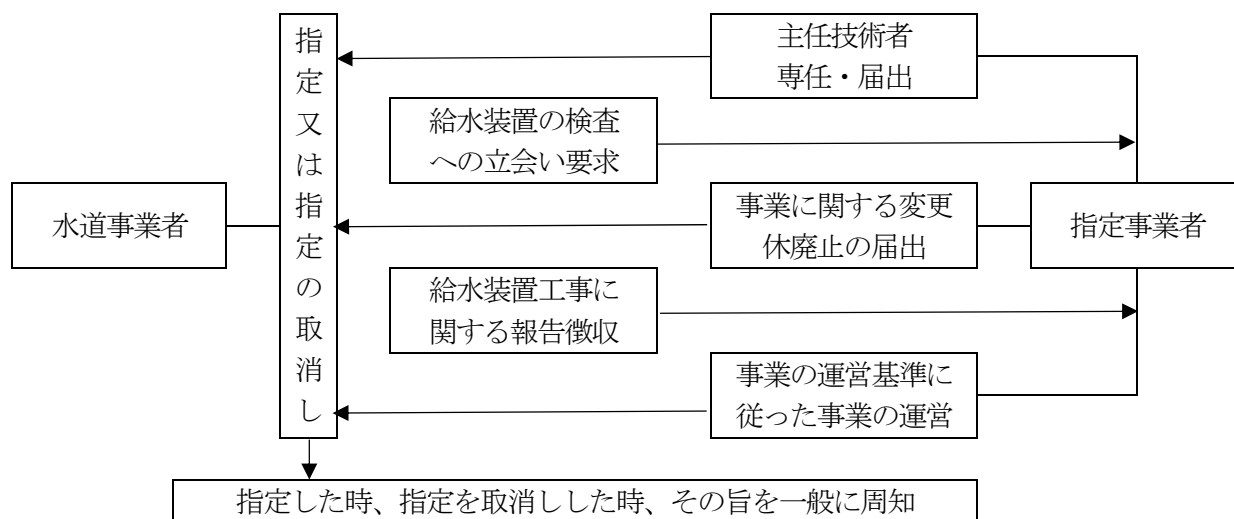 主任技術者
専任・届出
指定又は指定の取消し
給水装置の検査
への立会い要求
水道事業者
事業に関する変更
休廃止の届出
指定事業者
給水装置工事に
関する報告徴収
事業の運営基準に
従った事業の運営
指定した時、指定を取消しした時、その旨を一般に周知